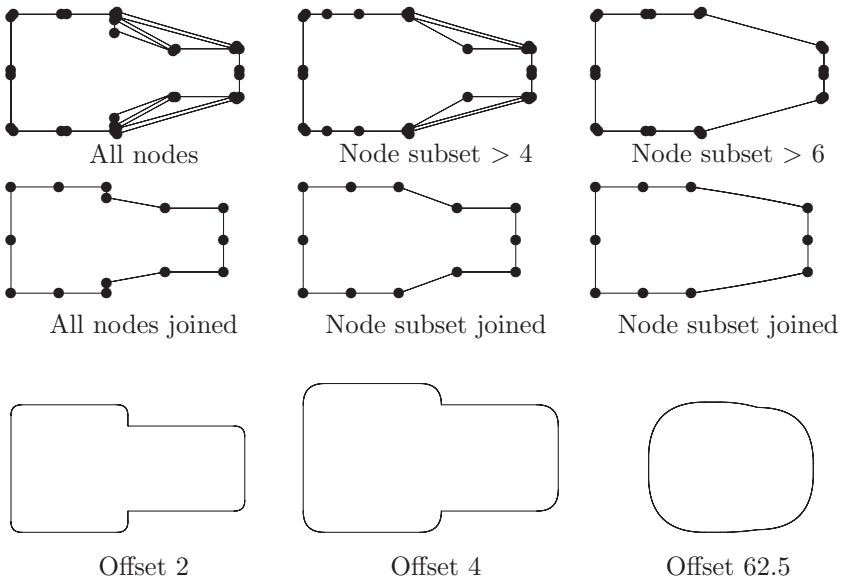 All nodes
Node subset > 4
Node subset > 6
All nodes joined
Node subset joined
Node subset joined
Offset 2
Offset 4
Offset 62.5